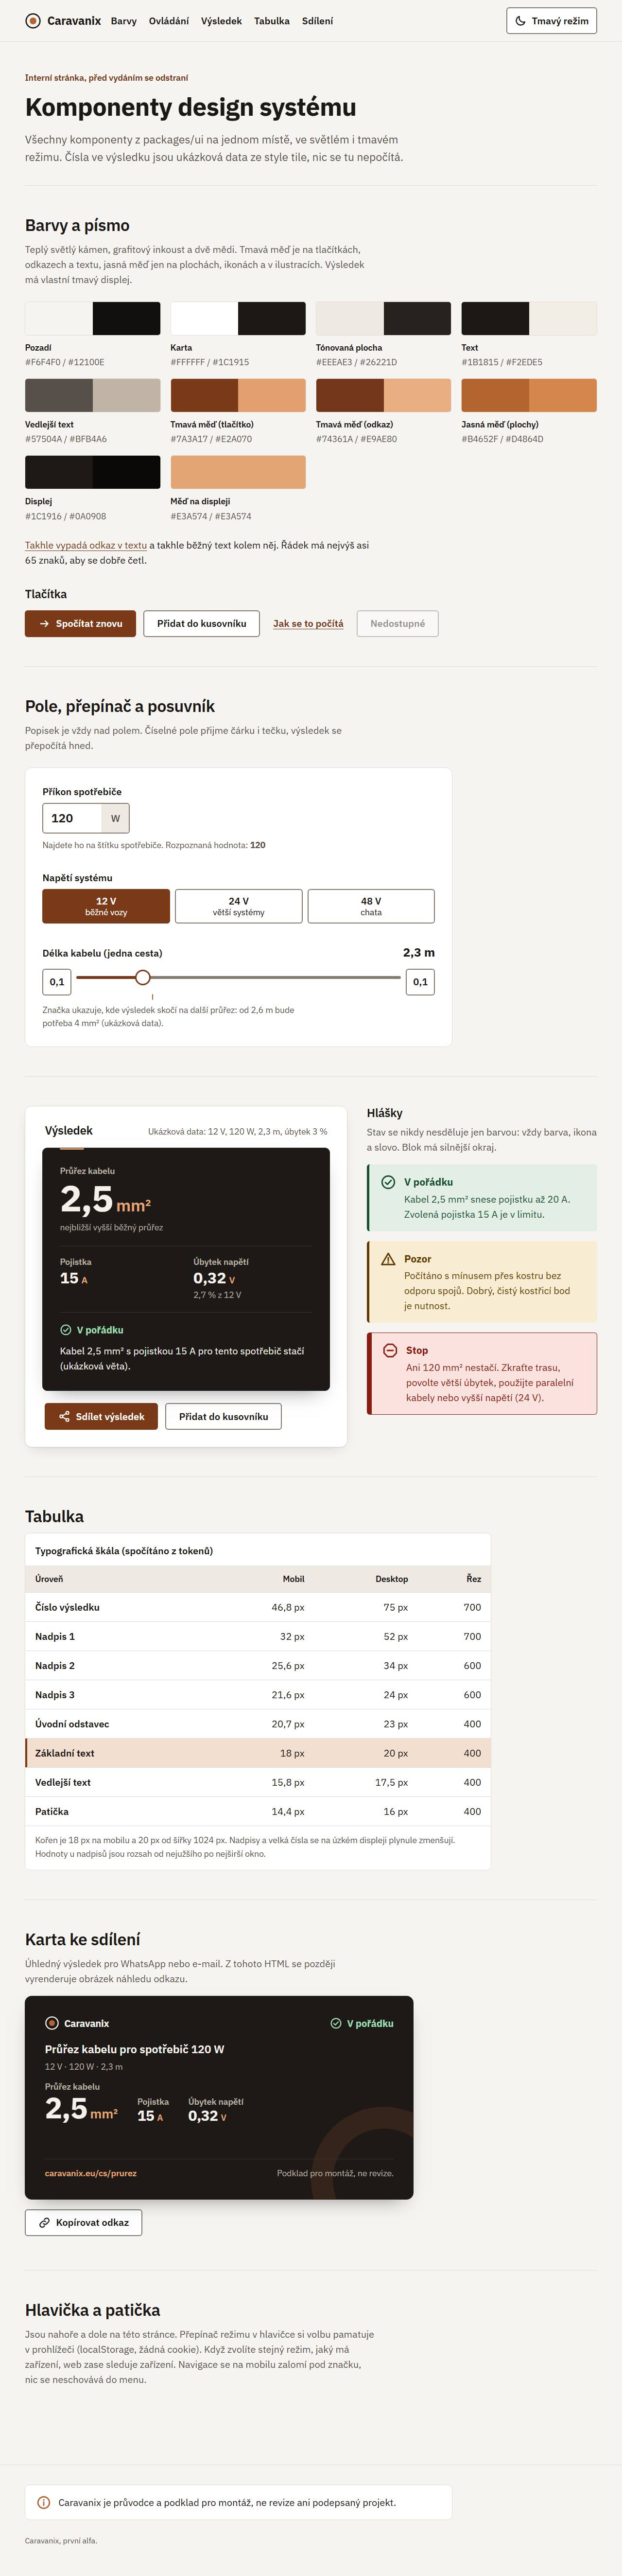 Caravanix
Barvy
Ovládání
Výsledek
Tabulka
Sdílení
Tmavý režim
Interní stránka, před vydáním se odstraní
Komponenty design systému
Všechny komponenty z packages/ui na jednom místě, ve světlém i tmavém
režimu. Čísla ve výsledku jsou ukázková data ze style tile, nic se tu nepočítá.
Barvy a písmo
Teplý světlý kámen, grafitový inkoust a dvě mědi. Tmavá měď je na tlačítkách,
odkazech a textu, jasná měď jen na plochách, ikonách a v ilustracích. Výsledek
má vlastní tmavý displej.
Pozadí
#F6F4F0 / #12100E
Karta
#FFFFFF / #1C1915
Tónovaná plocha
#EEEAE3 / #26221D
Text
#1B1815 / #F2EDE5
Vedlejší text
#57504A / #BFB4A6
Tmavá měď (tlačítko)
#7A3A17 / #E2A070
Tmavá měď (odkaz)
#74361A / #E9AE80
Jasná měď (plochy)
#B4652F / #D4864D
Displej
#1C1916 / #0A0908
Měď na displeji
#E3A574 / #E3A574
Takhle vypadá odkaz v textu a takhle běžný text kolem něj. Řádek má nejvýš asi
65 znaků, aby se dobře četl.
Tlačítka
Spočítat znovu
Přidat do kusovníku
Jak se to počítá
Nedostupné
Pole, přepínač a posuvník
Popisek je vždy nad polem. Číselné pole přijme čárku i tečku, výsledek se
přepočítá hned.
Příkon spotřebiče
120
W
Najdete ho na štítku spotřebiče. Rozpoznaná hodnota: 120
Napětí systému
12 V
běžné vozy
24 V
větší systémy
48 V
chata
Délka kabelu (jedna cesta)
2,3 m
0,1
0,1
Značka ukazuje, kde výsledek skočí na další průřez: od 2,6 m bude
potřeba 4 mm² (ukázková data).
Výsledek
Ukázková data: 12 V, 120 W, 2,3 m, úbytek 3 %
Průřez kabelu
2,5 mm²
nejbližší vyšší běžný průřez
Pojistka
15 A
Úbytek napětí
0,32 V
2,7 % z 12 V
V pořádku
Kabel 2,5 mm² s pojistkou 15 A pro tento spotřebič stačí
(ukázková věta).
Sdílet výsledek
Přidat do kusovníku
Hlášky
Stav se nikdy nesděluje jen barvou: vždy barva, ikona
a slovo. Blok má silnější okraj.
V pořádku
Kabel 2,5 mm² snese pojistku až 20 A.
Zvolená pojistka 15 A je v limitu.
Pozor
Počítáno s mínusem přes kostru bez
odporu spojů. Dobrý, čistý kostřicí bod
je nutnost.
Stop
Ani 120 mm² nestačí. Zkraťte trasu,
povolte větší úbytek, použijte paralelní
kabely nebo vyšší napětí (24 V).
Tabulka
Typografická škála (spočítáno z tokenů)
Úroveň Mobil Desktop Řez
Číslo výsledku 46,8 px 75 px 700
Nadpis 1 32 px 52 px 700
Nadpis 2 25,6 px 34 px 600
Nadpis 3 21,6 px 24 px 600
Úvodní odstavec 20,7 px 23 px 400
Základní text 18 px 20 px 400
Vedlejší text 15,8 px 17,5 px 400
Patička 14,4 px 16 px 400
Kořen je 18 px na mobilu a 20 px od šířky 1024 px. Nadpisy a velká čísla se na úzkém displeji plynule zmenšují.
Hodnoty u nadpisů jsou rozsah od nejužšího po nejširší okno.
Karta ke sdílení
Úhledný výsledek pro WhatsApp nebo e-mail. Z tohoto HTML se později
vyrenderuje obrázek náhledu odkazu.
Caravanix
V pořádku
Průřez kabelu pro spotřebič 120 W
12 V · 120 W · 2,3 m
Průřez kabelu
2,5 mm²
Pojistka
15 A
Úbytek napětí
0,32 V
caravanix.eu/cs/prurez
Podklad pro montáž, ne revize.
Kopírovat odkaz
Hlavička a patička
Jsou nahoře a dole na této stránce. Přepínač režimu v hlavičce si volbu pamatuje
v prohlížeči (localStorage, žádná cookie). Když zvolíte stejný režim, jaký má
zařízení, web zase sleduje zařízení. Navigace se na mobilu zalomí pod značku,
nic se neschovává do menu.
Caravanix je průvodce a podklad pro montáž, ne revize ani podepsaný projekt.
Caravanix, první alfa.